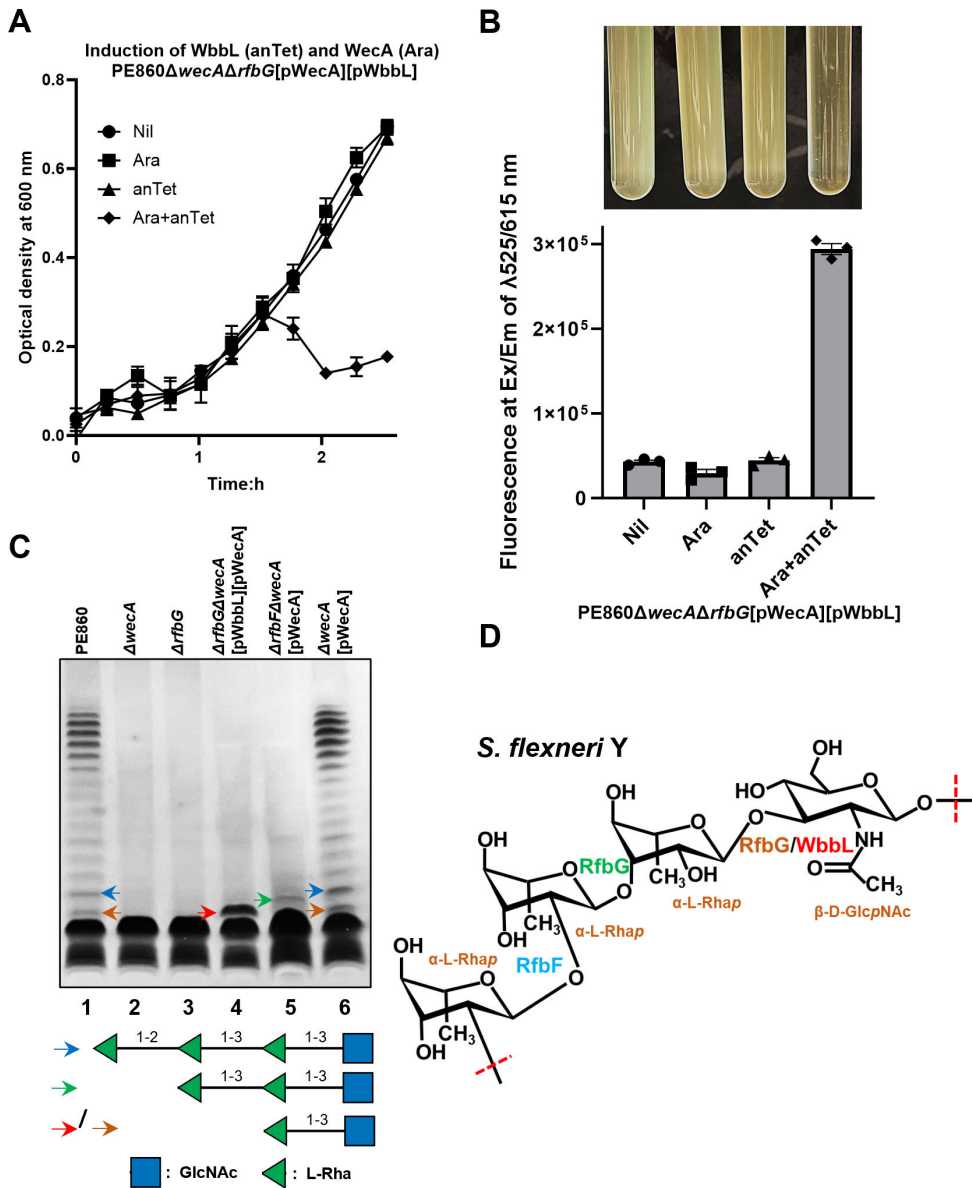 A
Induction of WbbL (anTet) and WecA (Ara)
PE860ΔwecAΔrfbG[pWecA][pWbbL]
Optical density at 600 nm
0.8
0.6
0.4
0.2
0.0
Nil
Ara
anTet
Ara+anTet
0
1
2
Time:h
B
Fluorescence at Ex/Em of λ525/615 nm
3×10⁵
2×10⁵
1×10⁵
0
Nil
Ara
anTet
Ara+anTet
PE860ΔwecAΔrfbG[pWecA][pWbbL]
C
PE860
ΔwecA
ΔrfbG
ΔrfbGΔwecA
[pWbbL][pWecA]
ΔrfbFΔwecA
[pWecA]
ΔwecA
[pWecA]
1 2 3 4 5 6
1-2 1-3 1-3
1-3 1-3
/ 1-3
: GlcNAc : L-Rha
D
S. flexneri Y
OH
HO
O
O
O
NH
O
CH₃
β-D-GlcpNAc
RfbG/WbbL
OH
O
OH
CH₃
α-L-Rhap
RfbG
O
OH
O
OH
CH₃
α-L-Rhap
O
RfbF
O
α-L-Rhap
OH
O
OH
CH₃